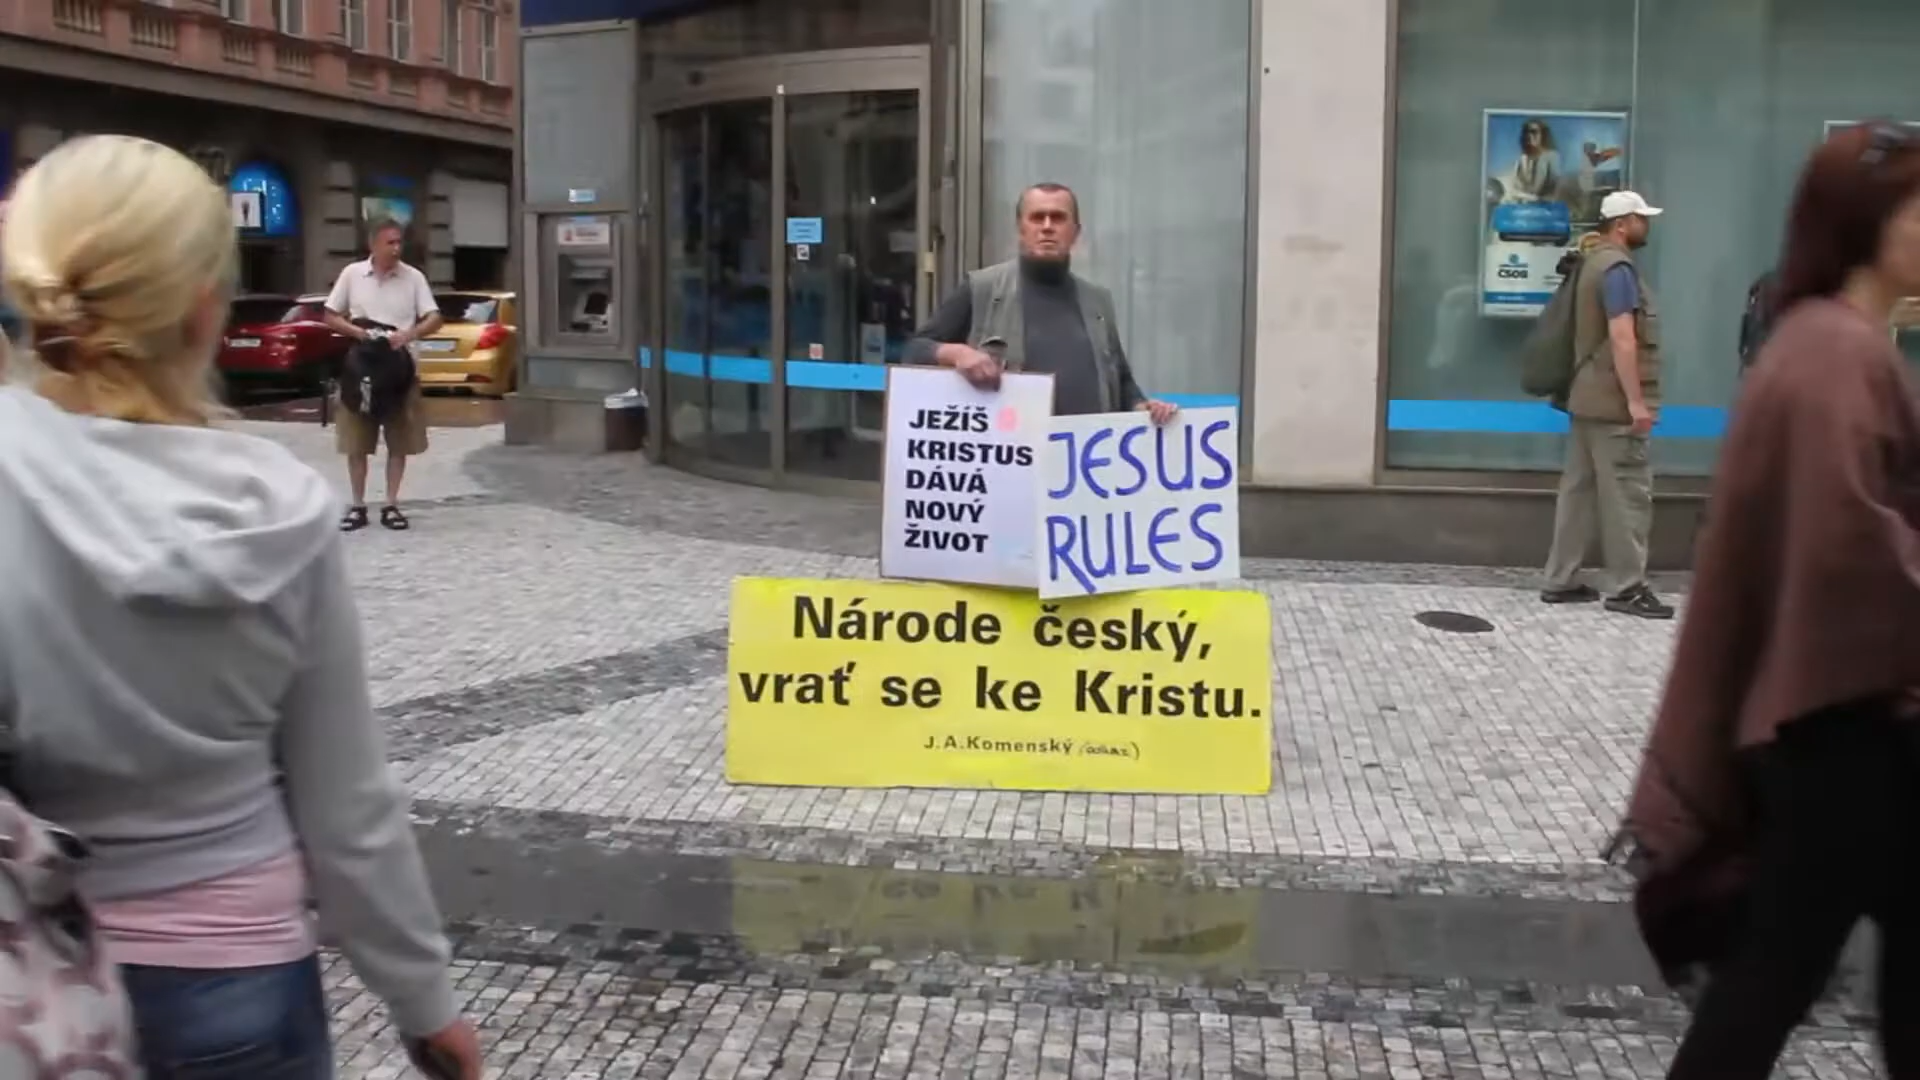 JEŽÍŠ
KRISTUS
DÁVÁ
NOVÝ
ŽIVOT
JESUS
RULES
Národe český,
vrať se ke Kristu.
J.A.Komenský
ČSOB